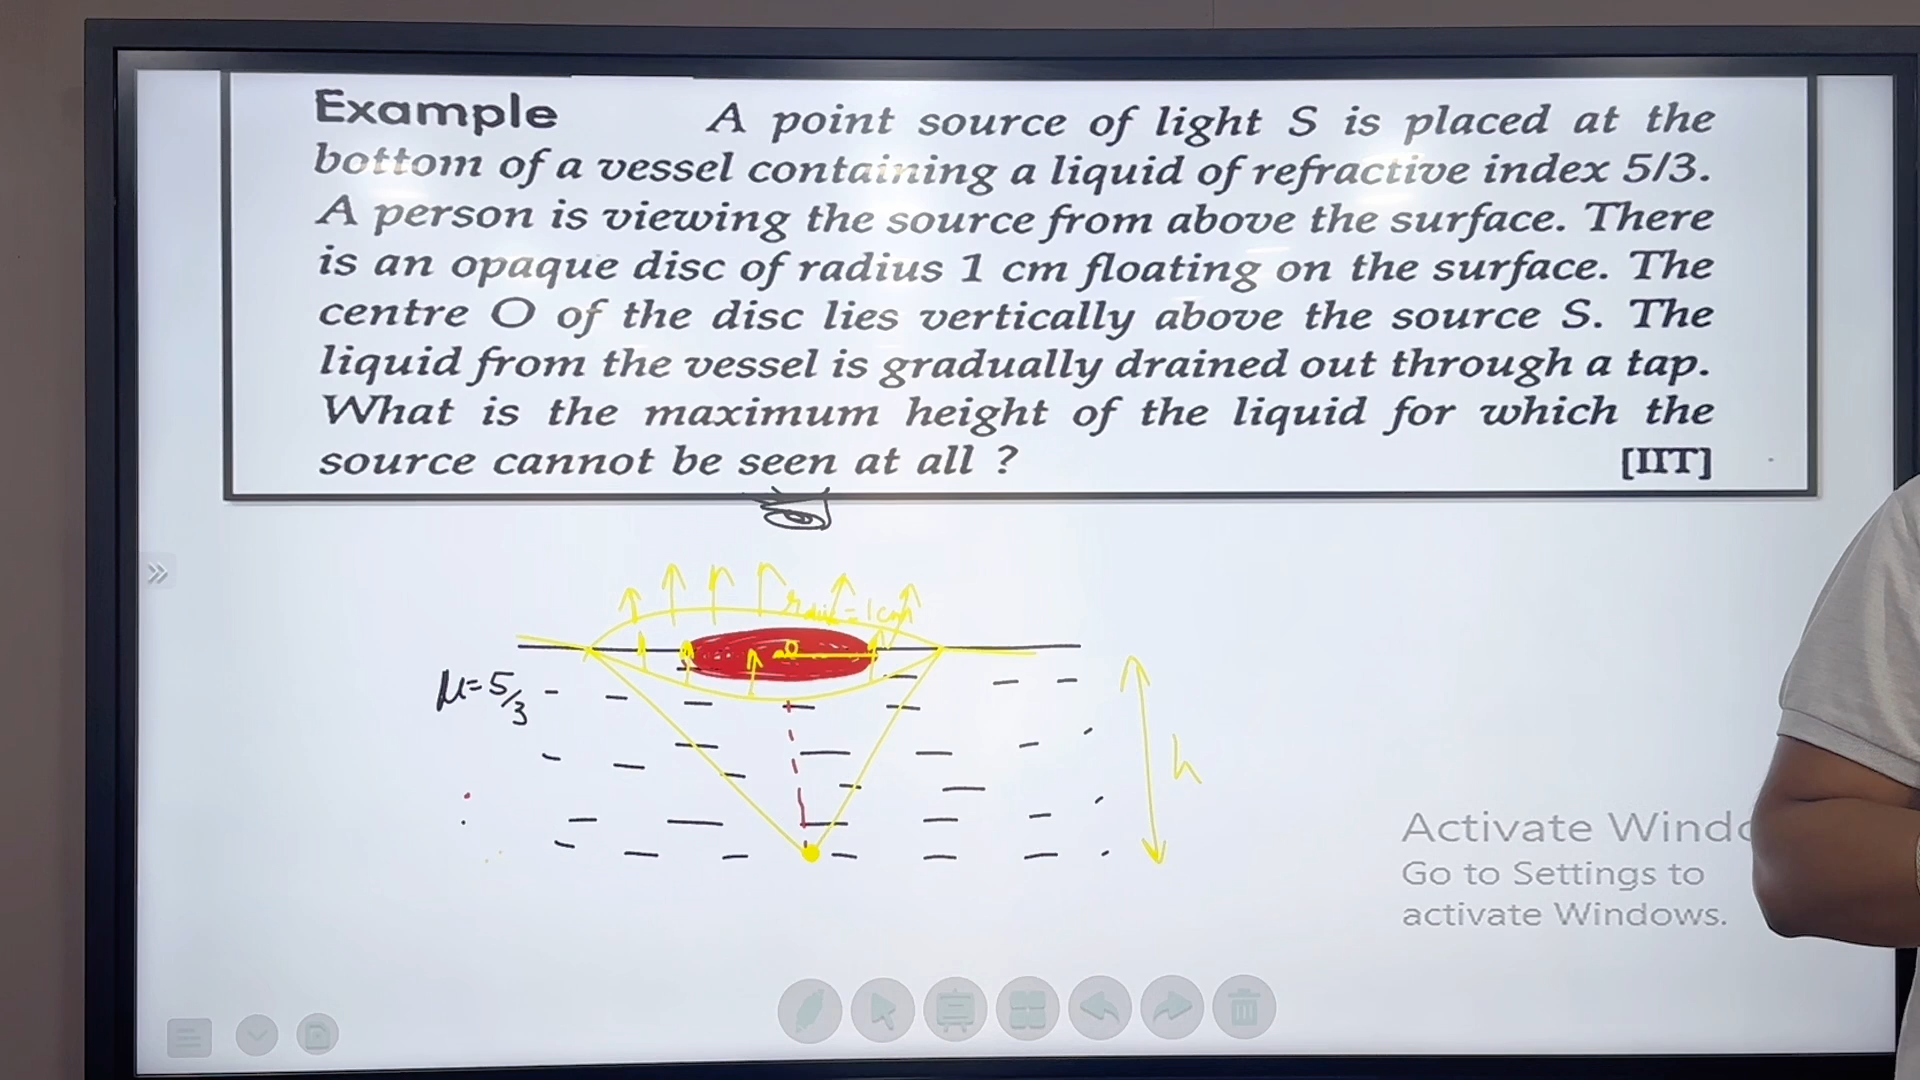 Example A point source of light S is placed at the
bottom of a vessel containing a liquid of refractive index 5/3.
A person is viewing the source from above the surface. There
is an opaque disc of radius 1 cm floating on the surface. The
centre O of the disc lies vertically above the source S. The
liquid from the vessel is gradually drained out through a tap.
What is the maximum height of the liquid for which the
source cannot be seen at all ? [IIT]
=1cm
O
μ=5/3
h
Activate Windo
Go to Settings to
activate Windows.